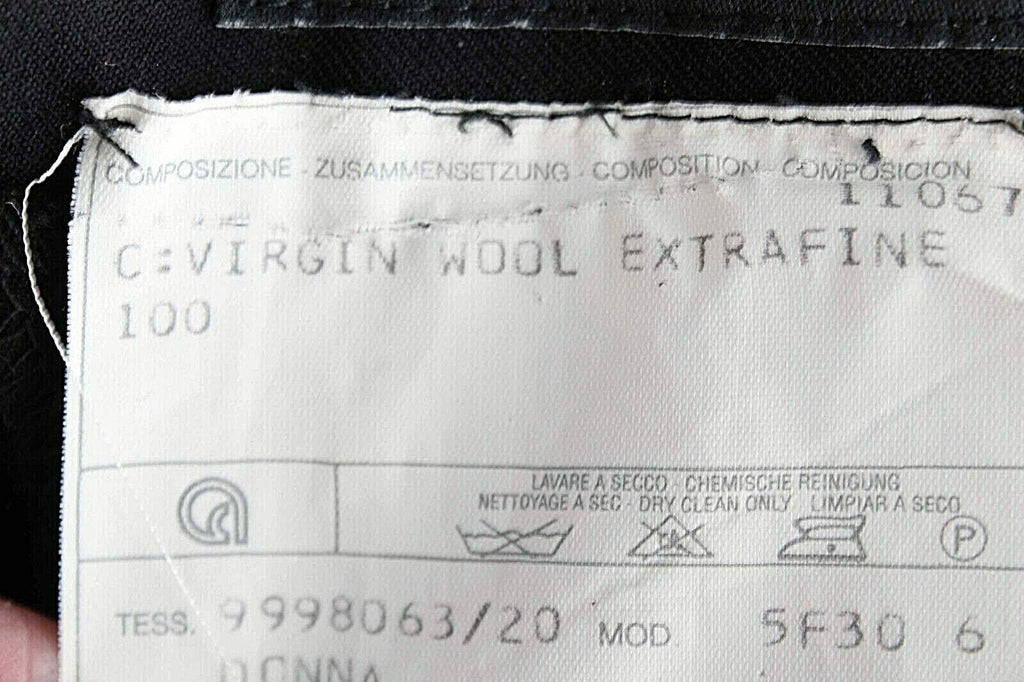 COMPOSIZIONE - ZUSAMMENSETZUNG - COMPOSITION - COMPOSICION
11057
C:VIRGIN WOOL EXTRAFINE
100
LAVARE A SECCO - CHEMISCHE REINIGUNG
NETTOYAGE A SEC - DRY CLEAN ONLY LIMPIAR A SECO
P
TESS. 9998063/20 MOD. 5F30 6
DONNA